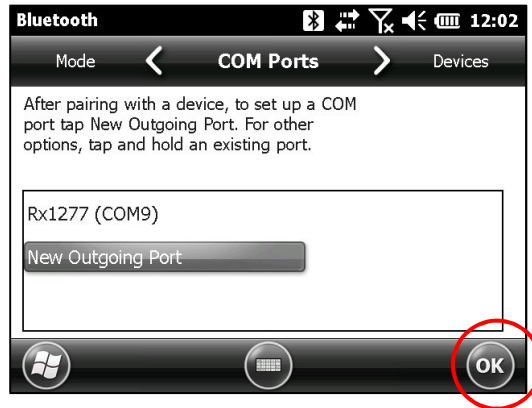 Bluetooth 12:02
Mode COM Ports Devices
After pairing with a device, to set up a COM
port tap New Outgoing Port. For other
options, tap and hold an existing port.
Rx1277 (COM9)
New Outgoing Port
OK